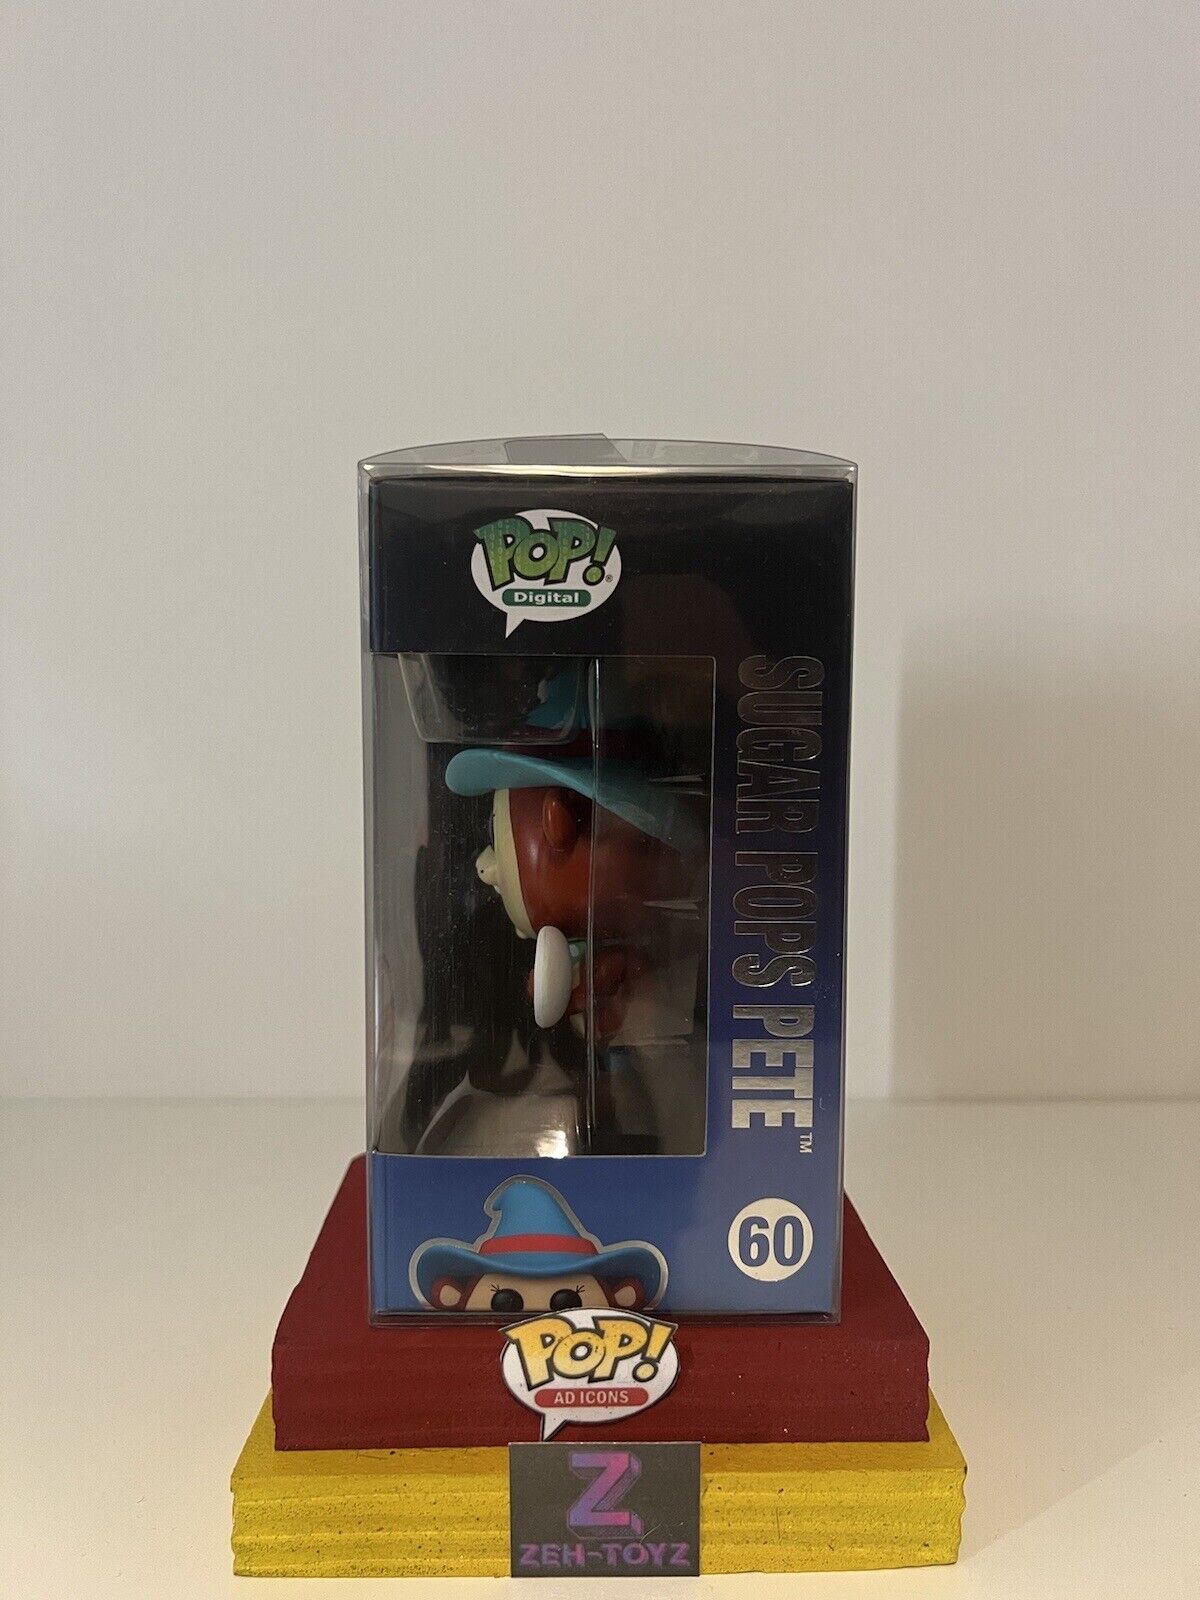 POP!®
Digital
SUGAR POPS PETE™
60
POP!
AD ICONS
Z
ZEH-TOYZ